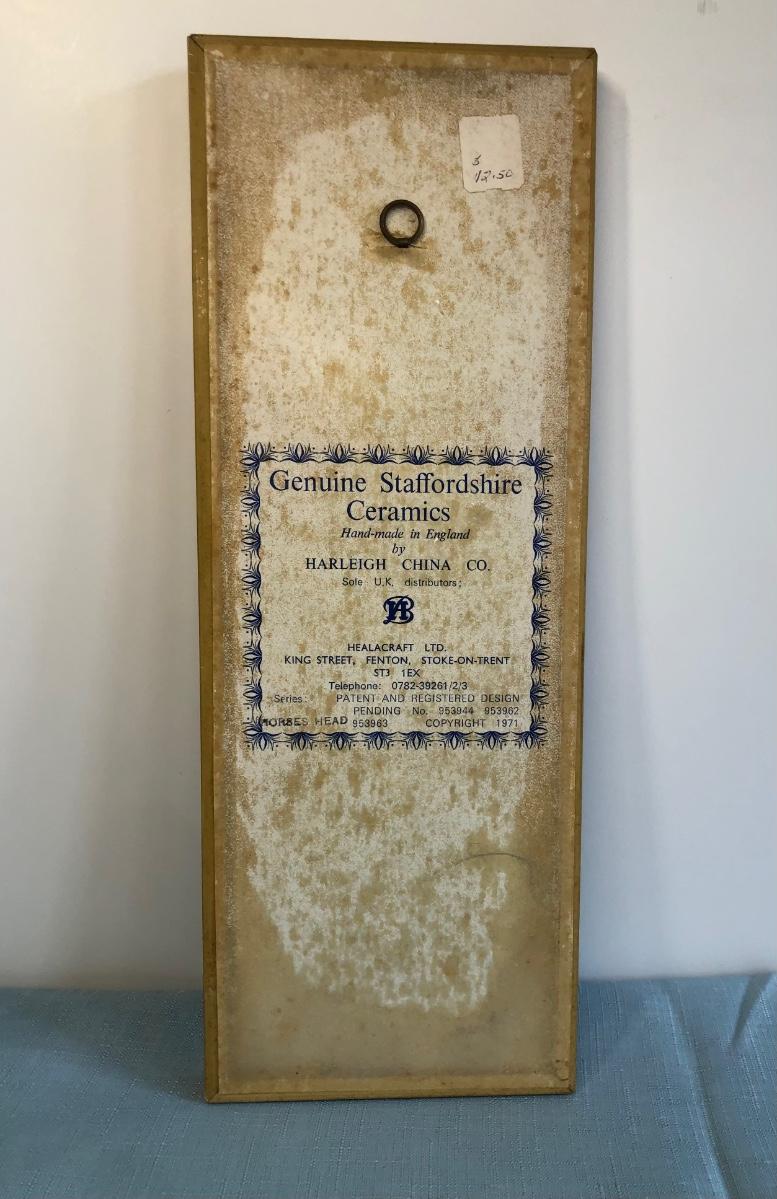 $
12.50
Genuine Staffordshire
Ceramics
Hand-made in England
by
HARLEIGH CHINA CO.
Sole U.K. distributors;
HEALACRAFT LTD.
KING STREET, FENTON, STOKE-ON-TRENT
ST3 1EX
Telephone: 0782-39261/2/3
Series: PATENT AND REGISTERED DESIGN
PENDING No. 953944 953962
HORSES HEAD 953963 COPYRIGHT 1971